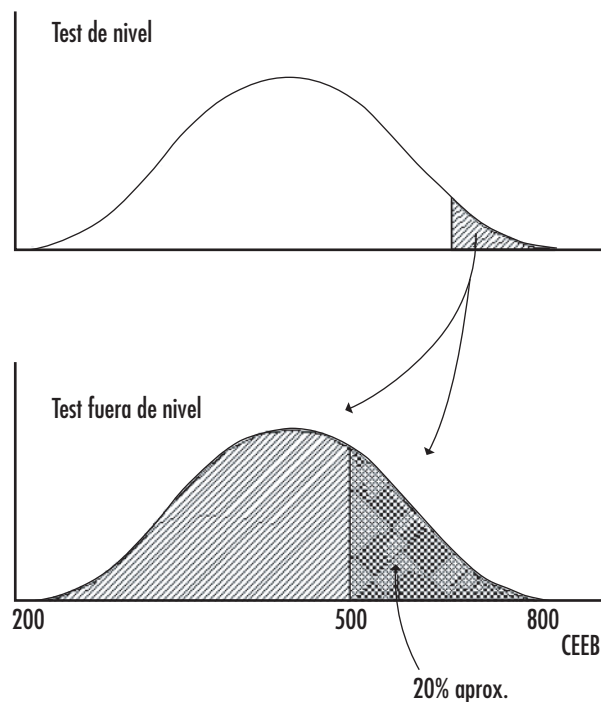 Test de nivel
Test fuera de nivel
200 500 800
CEEB
20% aprox.